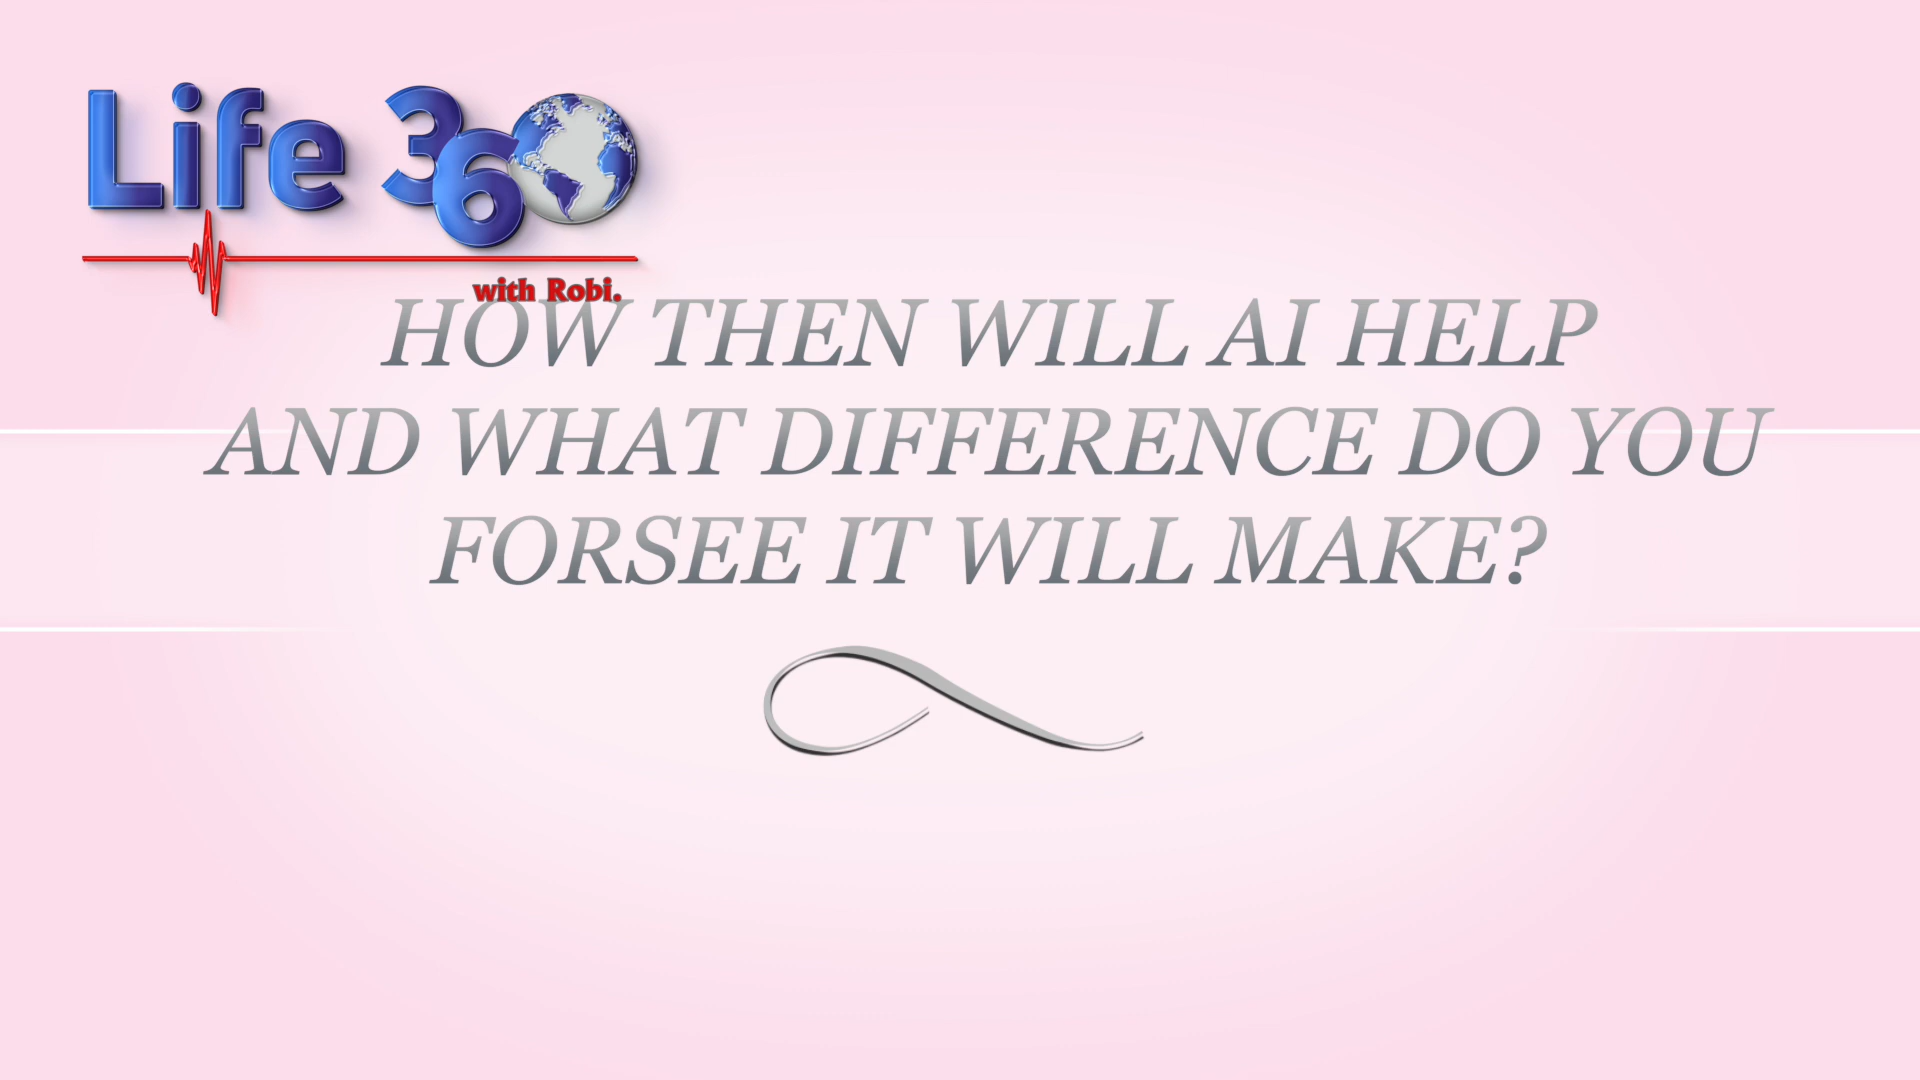 Life 360
with Robi.
HOW THEN WILL AI HELP
AND WHAT DIFFERENCE DO YOU
FORSEE IT WILL MAKE?